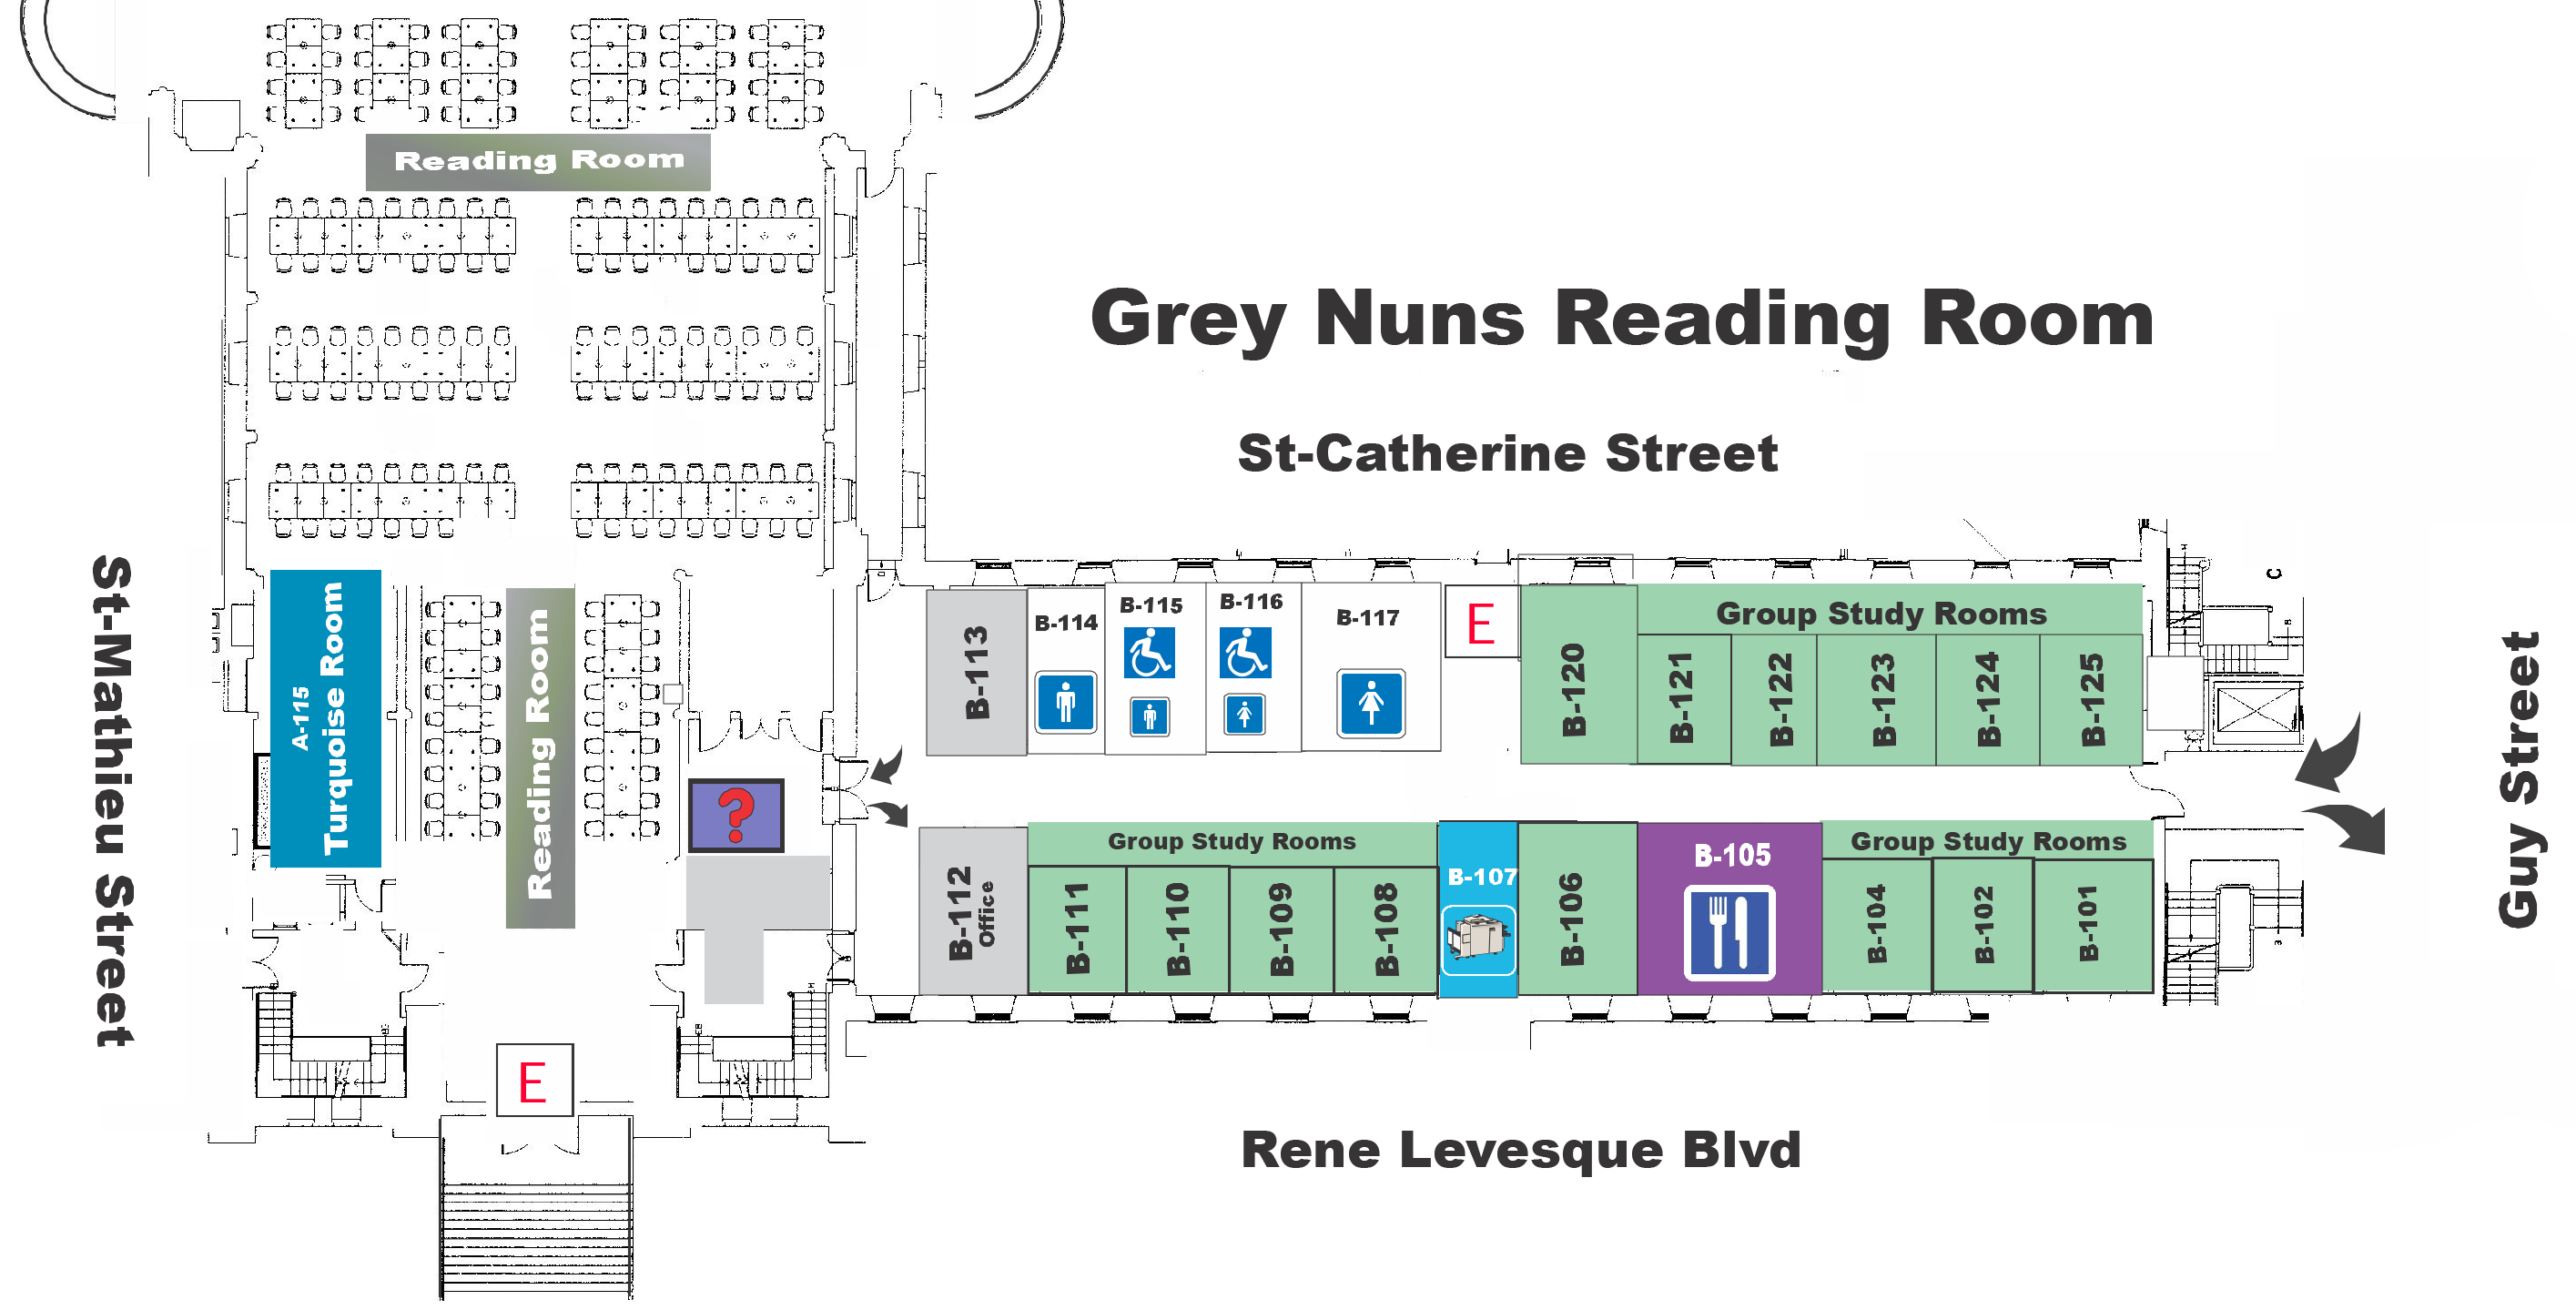 Reading Room
Grey Nuns Reading Room
St-Catherine Street
St-Mathieu Street
A-115
Turquoise Room
Reading Room
?
B-113
B-114
B-115
B-116
B-117
E
B-120
Group Study Rooms
B-121
B-122
B-123
B-124
B-125
C
Guy Street
B-112
Office
Group Study Rooms
B-111
B-110
B-109
B-108
B-107
B-106
B-105
Group Study Rooms
B-104
B-102
B-101
E
Rene Levesque Blvd